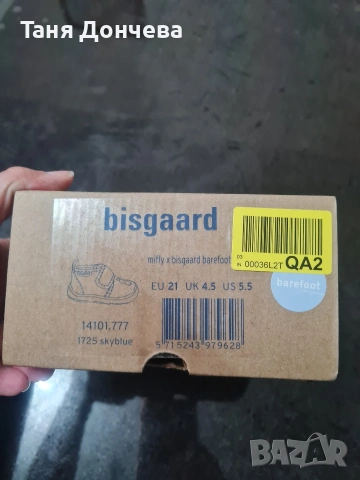 Таня Дончева
bisgaard
miffy x bisgaard barefoot
00036L2T QA2
barefoot
EU 21 UK 4.5 US 5.5
14101.777
1725 skyblue
5 715243 979628
BAZAR